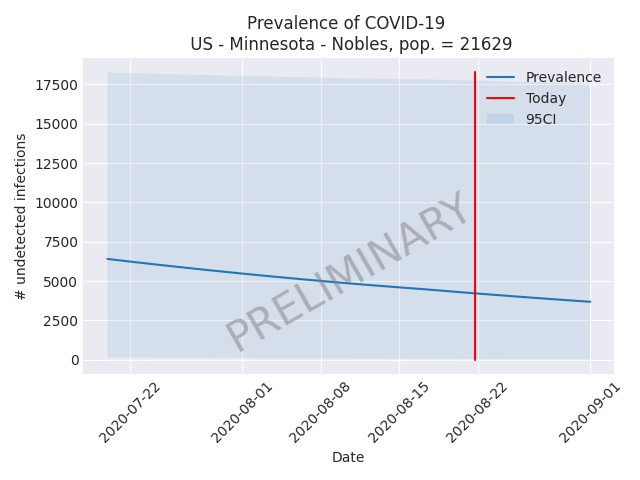 Prevalence of COVID-19
US - Minnesota - Nobles, pop. = 21629
Prevalence
Today
95CI
17500
15000
12500
10000
7500
5000
2500
0
# undetected infections
PRELIMINARY
2020-07-22
2020-08-01
2020-08-08
2020-08-15
2020-08-22
2020-09-01
Date